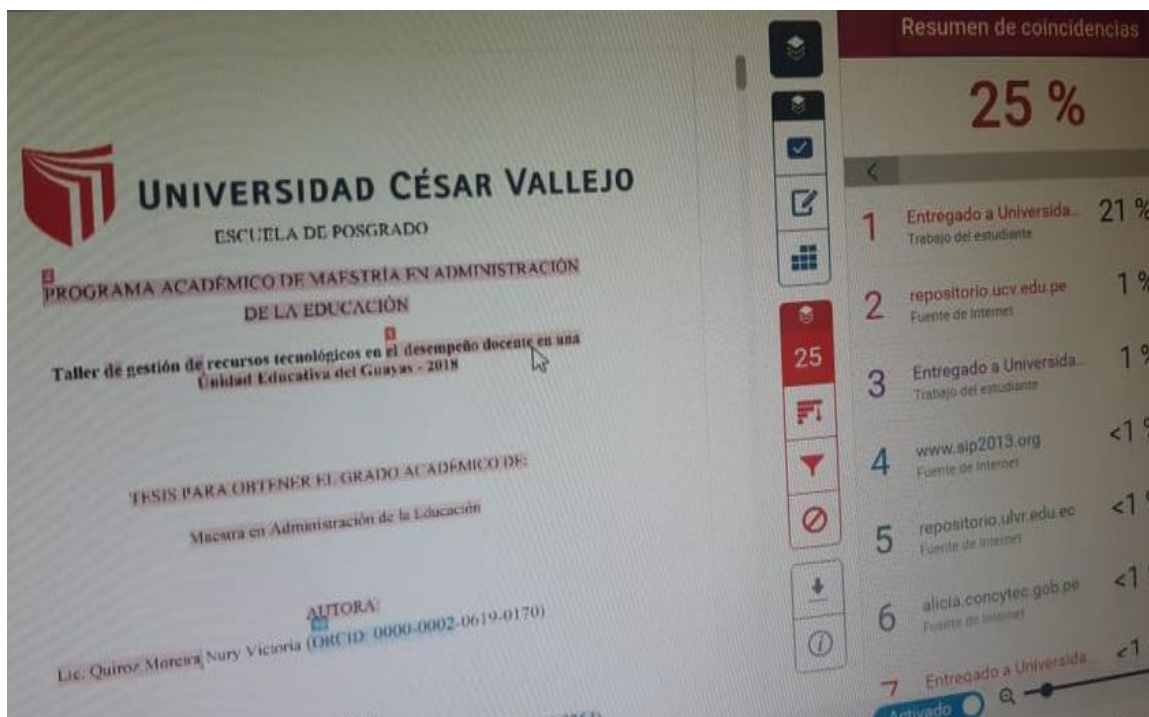 UNIVERSIDAD CÉSAR VALLEJO
ESCUELA DE POSGRADO
PROGRAMA ACADÉMICO DE MAESTRÍA EN ADMINISTRACIÓN
DE LA EDUCACIÓN
Taller de gestión de recursos tecnológicos en el desempeño docente en una
Unidad Educativa del Guayas - 2018
TESIS PARA OBTENER EL GRADO ACADÉMICO DE:
Maestra en Administración de la Educación
AUTORA:
Lic. Quiroz Moreira Nury Victoria (ORCID: 0000-0002-0619-0170)
25
Resumen de coincidencias
25 %
1 Entregado a Universida... 21 %
Trabajo del estudiante
2 repositorio.ucv.edu.pe 1 %
Fuente de Internet
3 Entregado a Universida... 1 %
Trabajo del estudiante
4 www.sip2013.org <1 %
Fuente de Internet
5 repositorio.ulvr.edu.ec <1 %
Fuente de Internet
6 alicia.concytec.gob.pe <1
Fuente de Internet
7 Entregado a Universida... <1
Activado